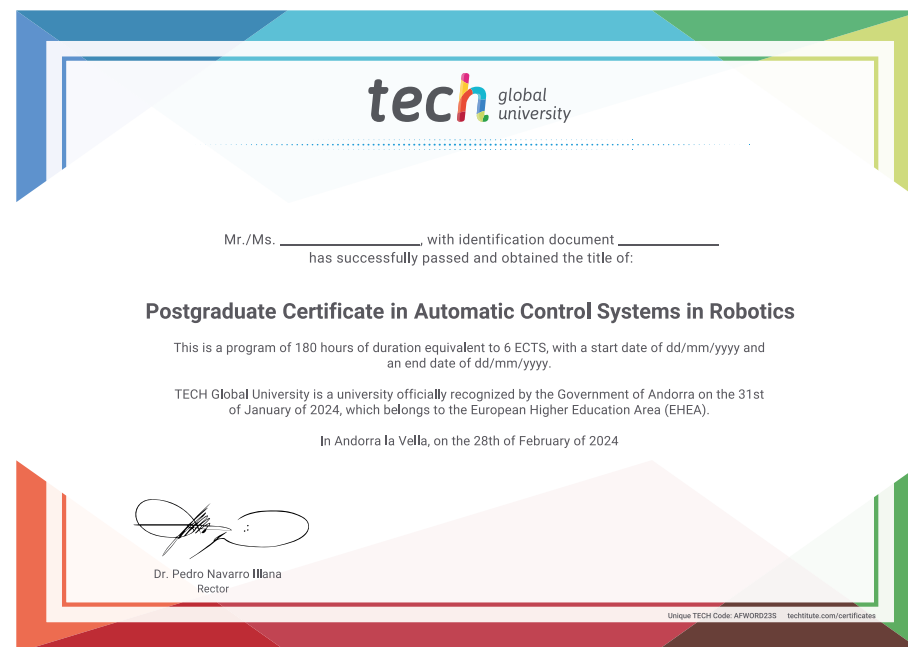 tech global university
Mr./Ms. ____________________, with identification document ______________
has successfully passed and obtained the title of:
Postgraduate Certificate in Automatic Control Systems in Robotics
This is a program of 180 hours of duration equivalent to 6 ECTS, with a start date of dd/mm/yyyy and
an end date of dd/mm/yyyy.
TECH Global University is a university officially recognized by the Government of Andorra on the 31st
of January of 2024, which belongs to the European Higher Education Area (EHEA).
In Andorra la Vella, on the 28th of February of 2024
Dr. Pedro Navarro Illana
Rector
Unique TECH Code: AFWORD23S techtitute.com/certificates